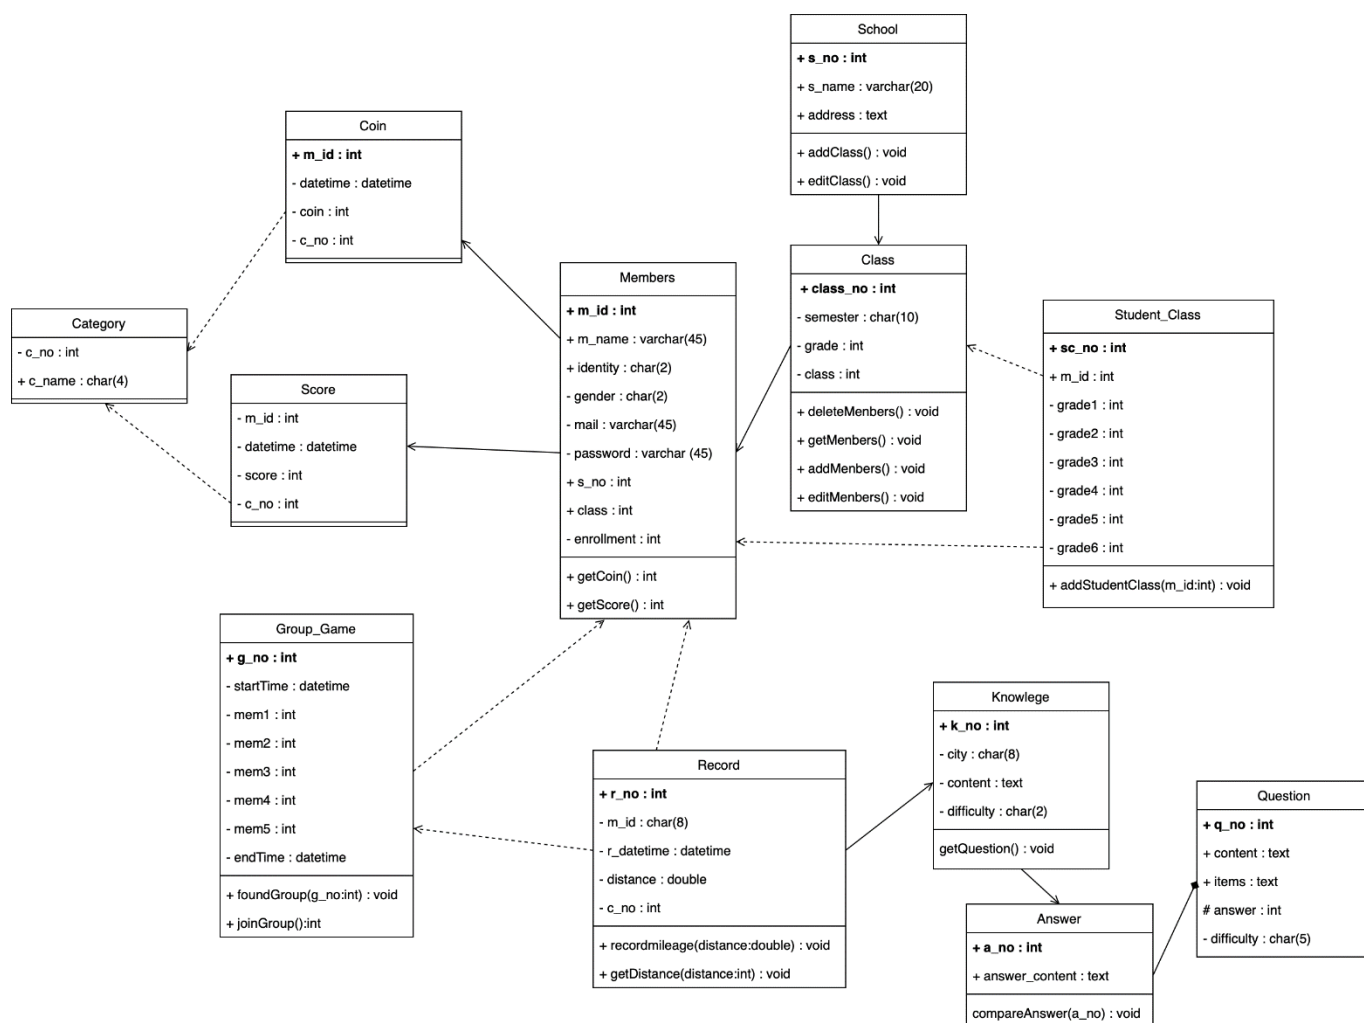 School
+ s_no : int
+ s_name : varchar(20)
+ address : text
+ addClass() : void
+ editClass() : void
Coin
+ m_id : int
- datetime : datetime
- coin : int
- c_no : int
Class
+ class_no : int
- semester : char(10)
- grade : int
- class : int
+ deleteMenbers() : void
+ getMenbers() : void
+ addMenbers() : void
+ editMenbers() : void
Members
+ m_id : int
+ m_name : varchar(45)
+ identity : char(2)
- gender : char(2)
- mail : varchar(45)
- password : varchar (45)
+ s_no : int
+ class : int
- enrollment : int
+ getCoin() : int
+ getScore() : int
Student_Class
+ sc_no : int
+ m_id : int
- grade1 : int
- grade2 : int
- grade3 : int
- grade4 : int
- grade5 : int
- grade6 : int
+ addStudentClass(m_id:int) : void
Category
- c_no : int
+ c_name : char(4)
Score
- m_id : int
- datetime : datetime
- score : int
- c_no : int
Group_Game
+ g_no : int
- startTime : datetime
- mem1 : int
- mem2 : int
- mem3 : int
- mem4 : int
- mem5 : int
- endTime : datetime
+ foundGroup(g_no:int) : void
+ joinGroup():int
Record
+ r_no : int
- m_id : char(8)
- r_datetime : datetime
- distance : double
- c_no : int
+ recordmileage(distance:double) : void
+ getDistance(distance:int) : void
Knowlege
+ k_no : int
- city : char(8)
- content : text
- difficulty : char(2)
getQuestion() : void
Question
+ q_no : int
+ content : text
+ items : text
# answer : int
- difficulty : char(5)
Answer
+ a_no : int
+ answer_content : text
compareAnswer(a_no) : void